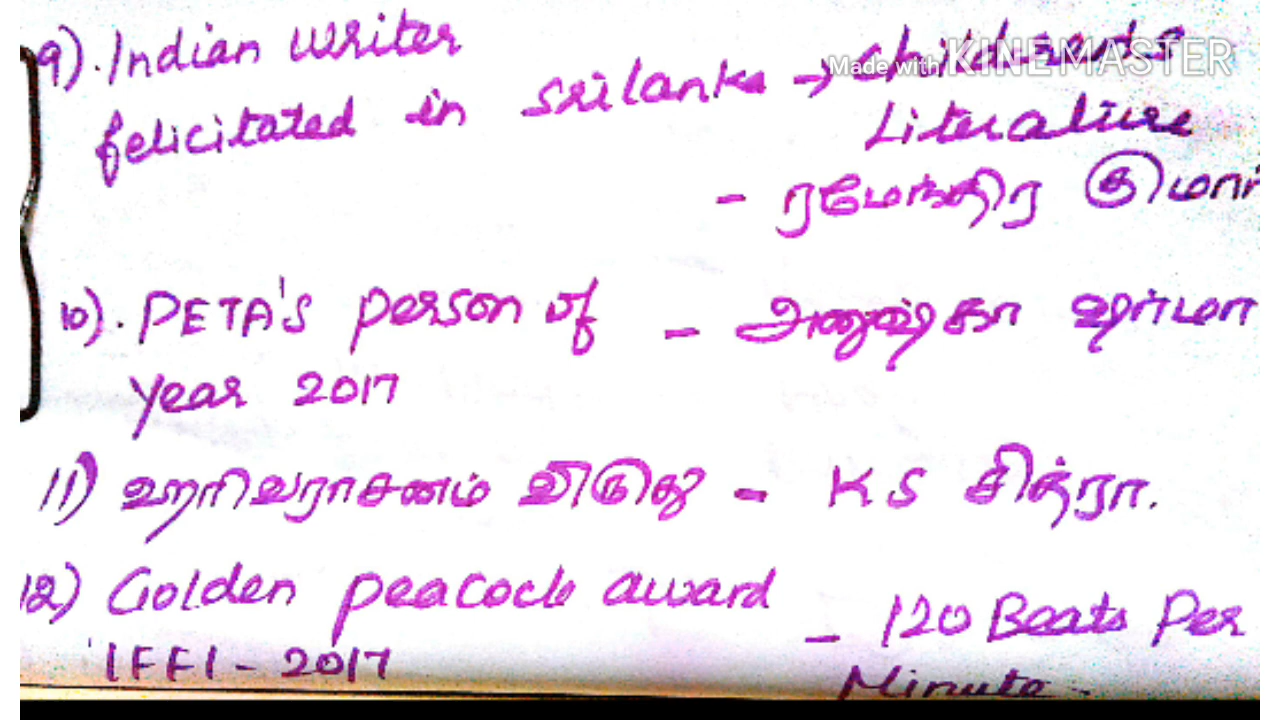 9). Indian writer
felicitated in srilanka → children's
Literature
- ரமேந்திர குமார்
10). PETA's person of - அனுஷ்கா ஷர்மா
year 2017
11) ஹரிவராசனம் விருது - KS சித்ரா.
12) Golden peacock award
- 120 Beats Per
IFFI - 2017
Minute.
Made with KINEMASTER